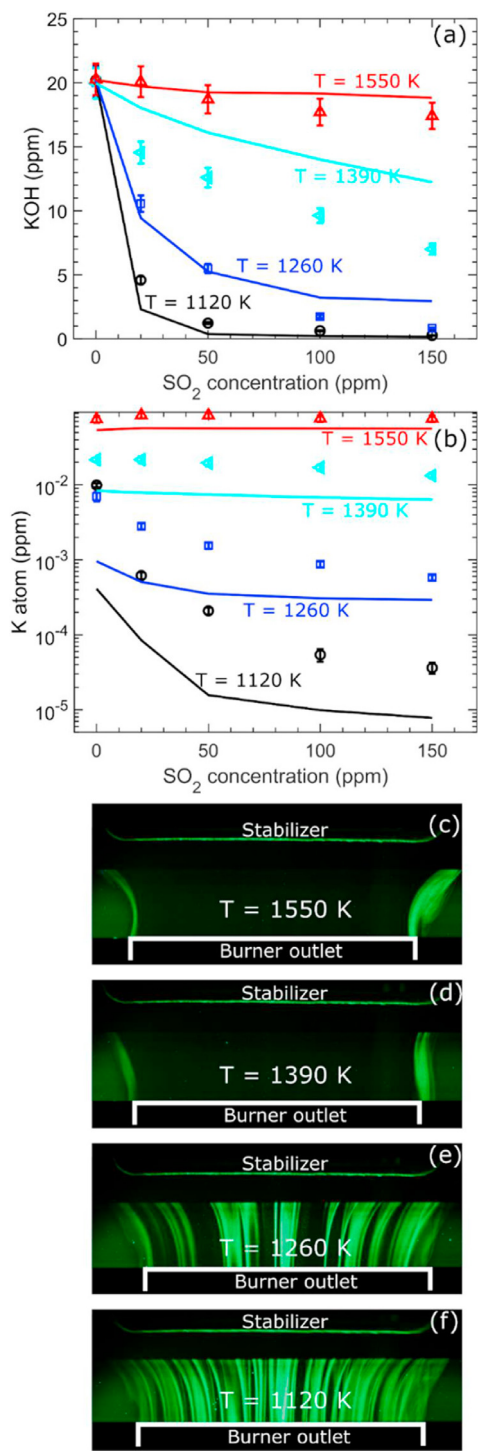 (a)
25
20
15
10
5
0
KOH (ppm)
T = 1550 K
T = 1390 K
T = 1260 K
T = 1120 K
0 50 100 150
SO2 concentration (ppm)
(b)
10-2
10-3
10-4
10-5
K atom (ppm)
T = 1550 K
T = 1390 K
T = 1260 K
T = 1120 K
0 50 100 150
SO2 concentration (ppm)
(c)
Stabilizer
T = 1550 K
Burner outlet
(d)
Stabilizer
T = 1390 K
Burner outlet
(e)
Stabilizer
T = 1260 K
Burner outlet
(f)
Stabilizer
T = 1120 K
Burner outlet